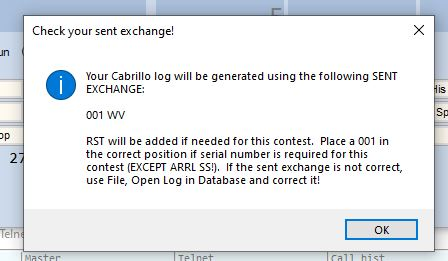 Check your sent exchange!
un
Your Cabrillo log will be generated using the following SENT
EXCHANGE:
His
001 WV
Sp
op
RST will be added if needed for this contest.  Place a 001 in
27
the correct position if serial number is required for this
contest (EXCEPT ARRL SS!).  If the sent exchange is not correct,
use File, Open Log in Database and correct it!
OK
Telne
Master
Telnet
Call hist